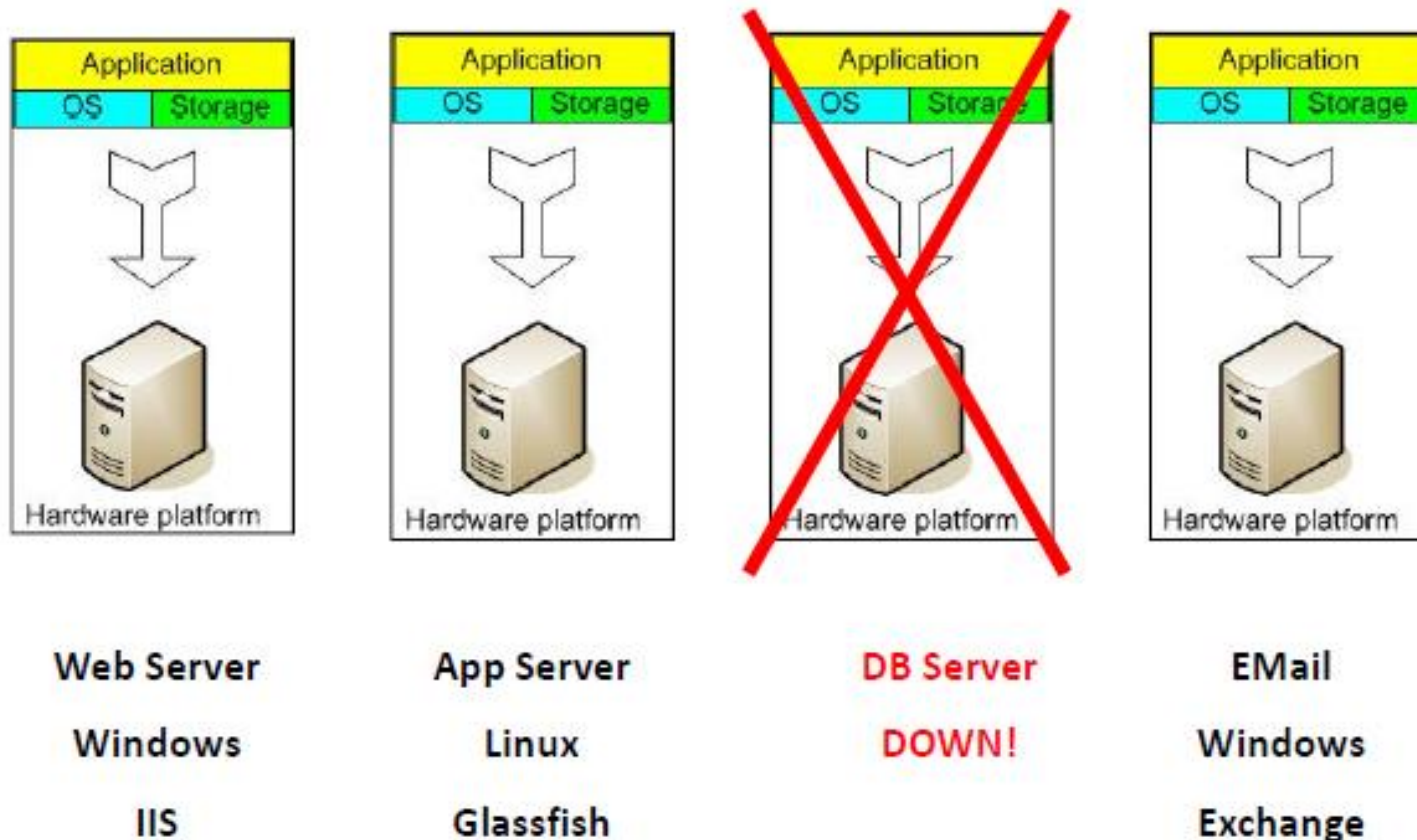 Application
OS Storage
Hardware platform
Application
OS Storage
Hardware platform
Application
OS Storage
Hardware platform
Application
OS Storage
Hardware platform
Web Server
Windows
IIS
App Server
Linux
Glassfish
DB Server
DOWN!
EMail
Windows
Exchange